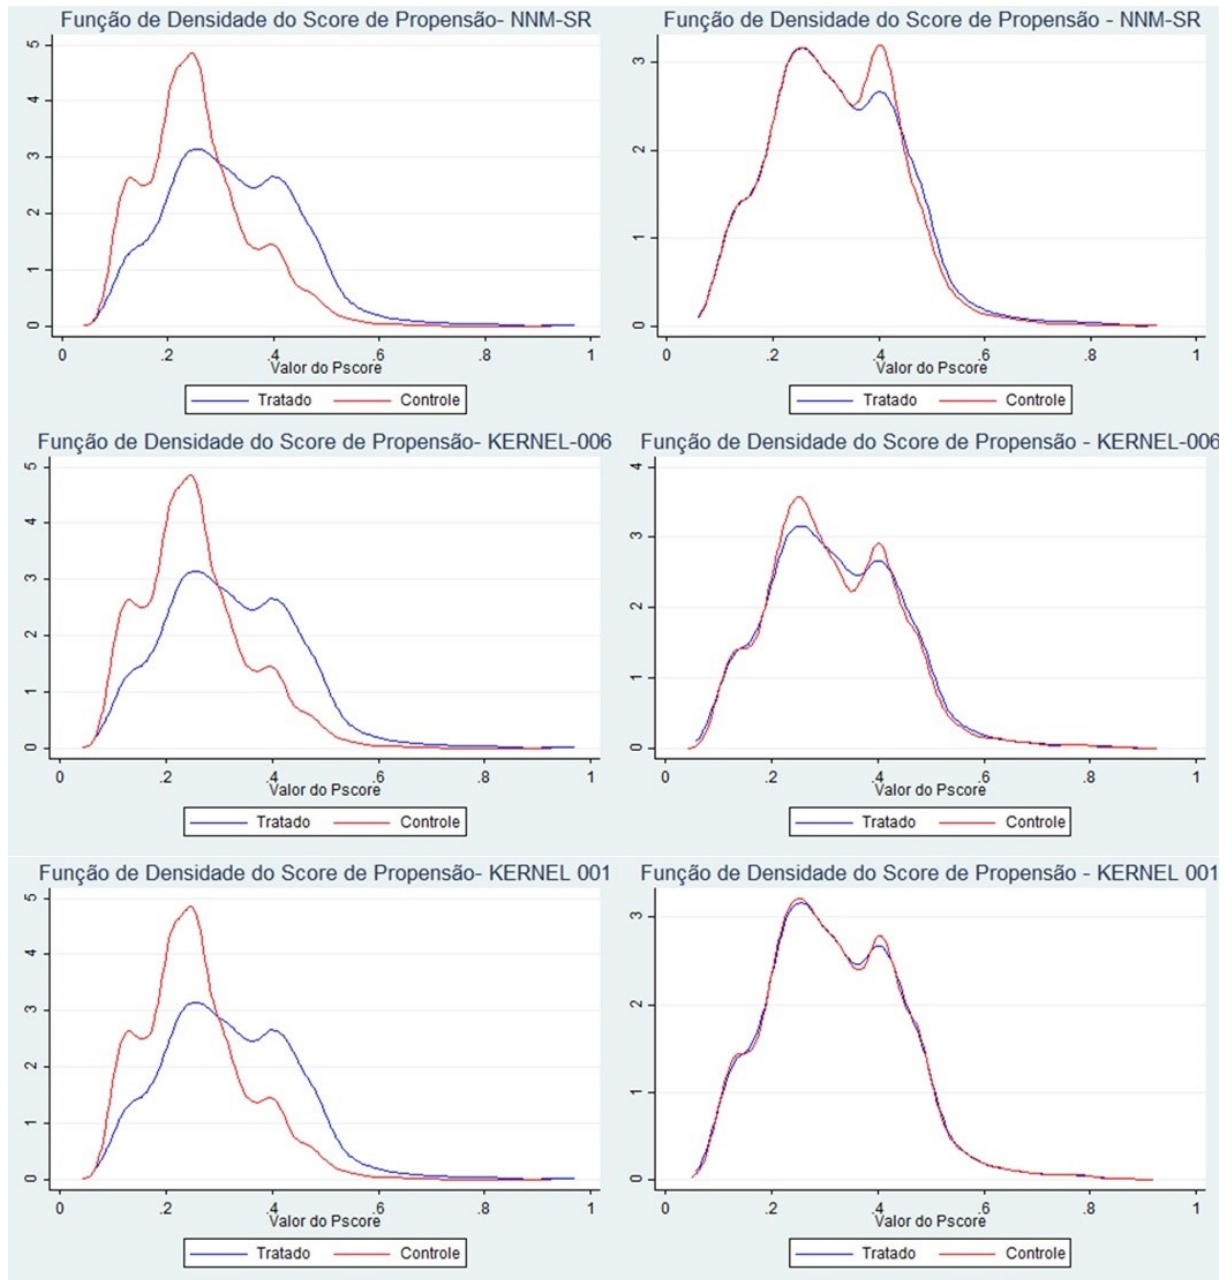 Função de Densidade do Score de Propensão- NNM-SR
5
4
3
2
1
0
0 .2 .4 .6 .8 1
Valor do Pscore
Tratado Controle
Função de Densidade do Score de Propensão - NNM-SR
3
2
1
0
0 .2 .4 .6 .8 1
Valor do Pscore
Tratado Controle
Função de Densidade do Score de Propensão- KERNEL-006
5
4
3
2
1
0
0 .2 .4 .6 .8 1
Valor do Pscore
Tratado Controle
Função de Densidade do Score de Propensão - KERNEL-006
4
3
2
1
0
0 .2 .4 .6 .8 1
Valor do Pscore
Tratado Controle
Função de Densidade do Score de Propensão- KERNEL 001
5
4
3
2
1
0
0 .2 .4 .6 .8 1
Valor do Pscore
Tratado Controle
Função de Densidade do Score de Propensão - KERNEL 001
3
2
1
0
0 .2 .4 .6 .8 1
Valor do Pscore
Tratado Controle